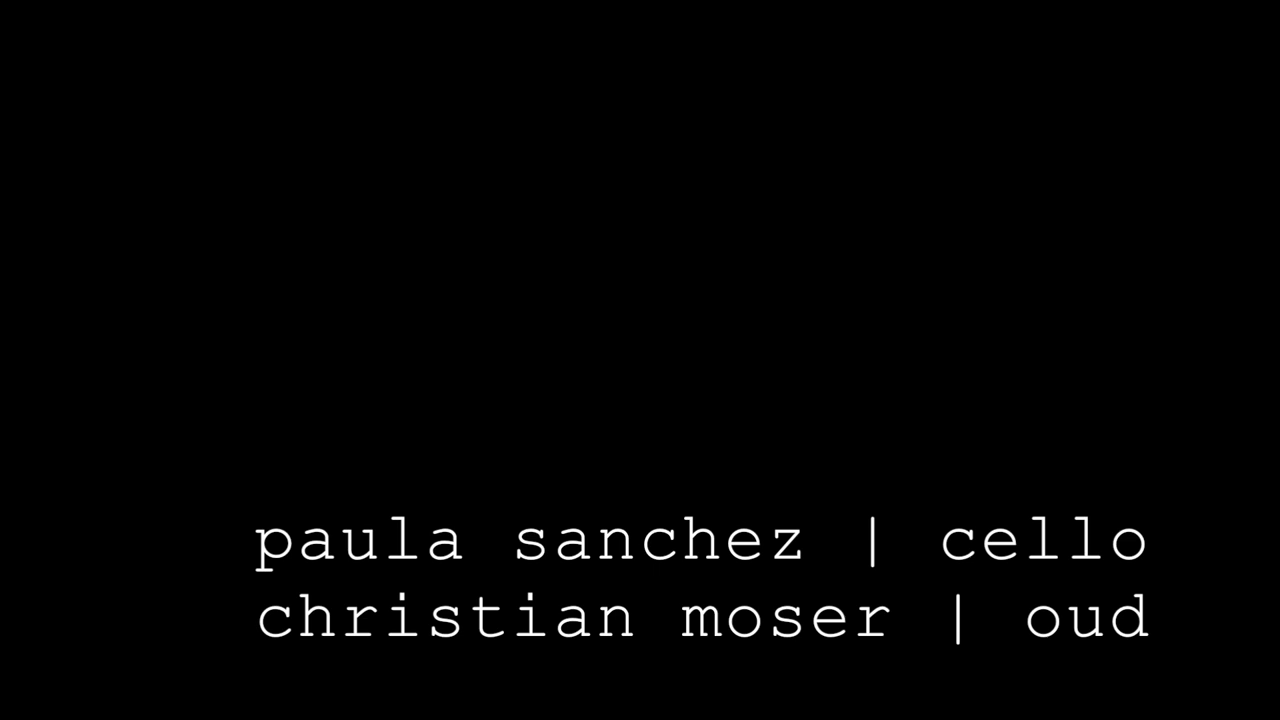 paula sanchez | cello
christian moser | oud